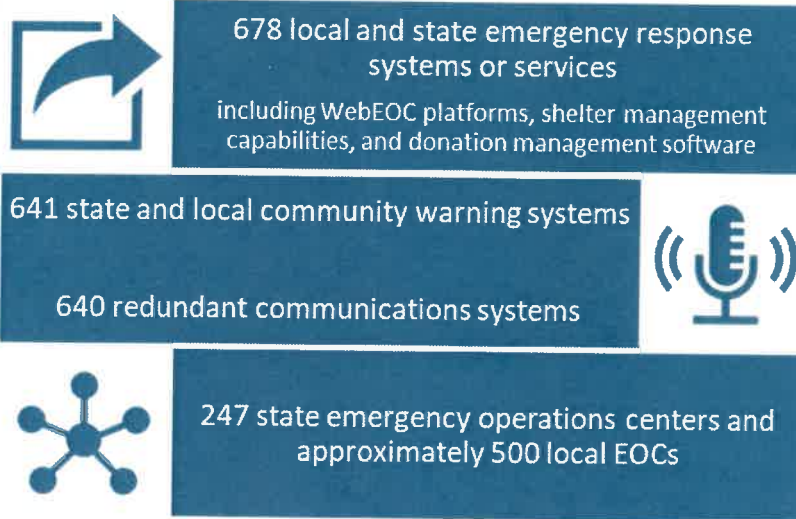 678 local and state emergency response
systems or services
including WebEOC platforms, shelter management
capabilities, and donation management software
641 state and local community warning systems
640 redundant communications systems
247 state emergency operations centers and
approximately 500 local EOCs